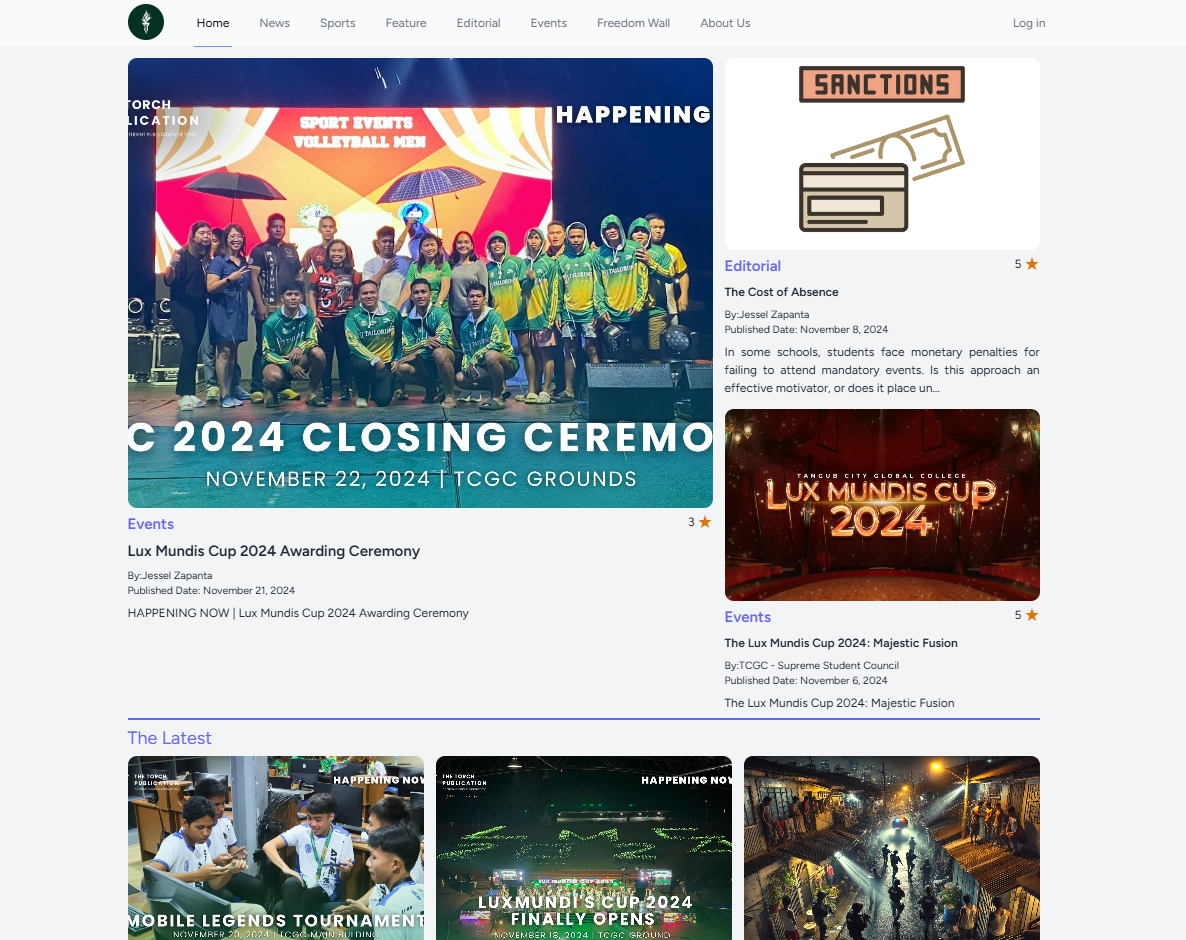 Home
News
Sports
Feature
Editorial
Events
Freedom Wall
About Us
Log in
TORCH
LICATION
HAPPENING
SPORT EVENTS
VOLLEYBALL MEN
C 2024 CLOSING CEREMO
NOVEMBER 22, 2024 | TCGC GROUNDS
Events
3
Lux Mundis Cup 2024 Awarding Ceremony
By:Jessel Zapanta
Published Date: November 21, 2024
HAPPENING NOW | Lux Mundis Cup 2024 Awarding Ceremony
SANCTIONS
Editorial
5
The Cost of Absence
By:Jessel Zapanta
Published Date: November 8, 2024
In some schools, students face monetary penalties for
failing to attend mandatory events. Is this approach an
effective motivator, or does it place un...
TANGUB CITY GLOBAL COLLEGE
LUX MUNDIS CUP
2024
Events
5
The Lux Mundis Cup 2024: Majestic Fusion
By:TCGC - Supreme Student Council
Published Date: November 6, 2024
The Lux Mundis Cup 2024: Majestic Fusion
The Latest
THE TORCH
PUBLICATION
HAPPENING NOW
MOBILE LEGENDS TOURNAMENT
NOVEMBER 20, 2024 | TCGC MAIN BULDING
THE TORCH
PUBLICATION
HAPPENING NOW
LUXMUNDI'S CUP 2024
FINALLY OPENS
NOVEMBER 18, 2024 | TCGC GROUND